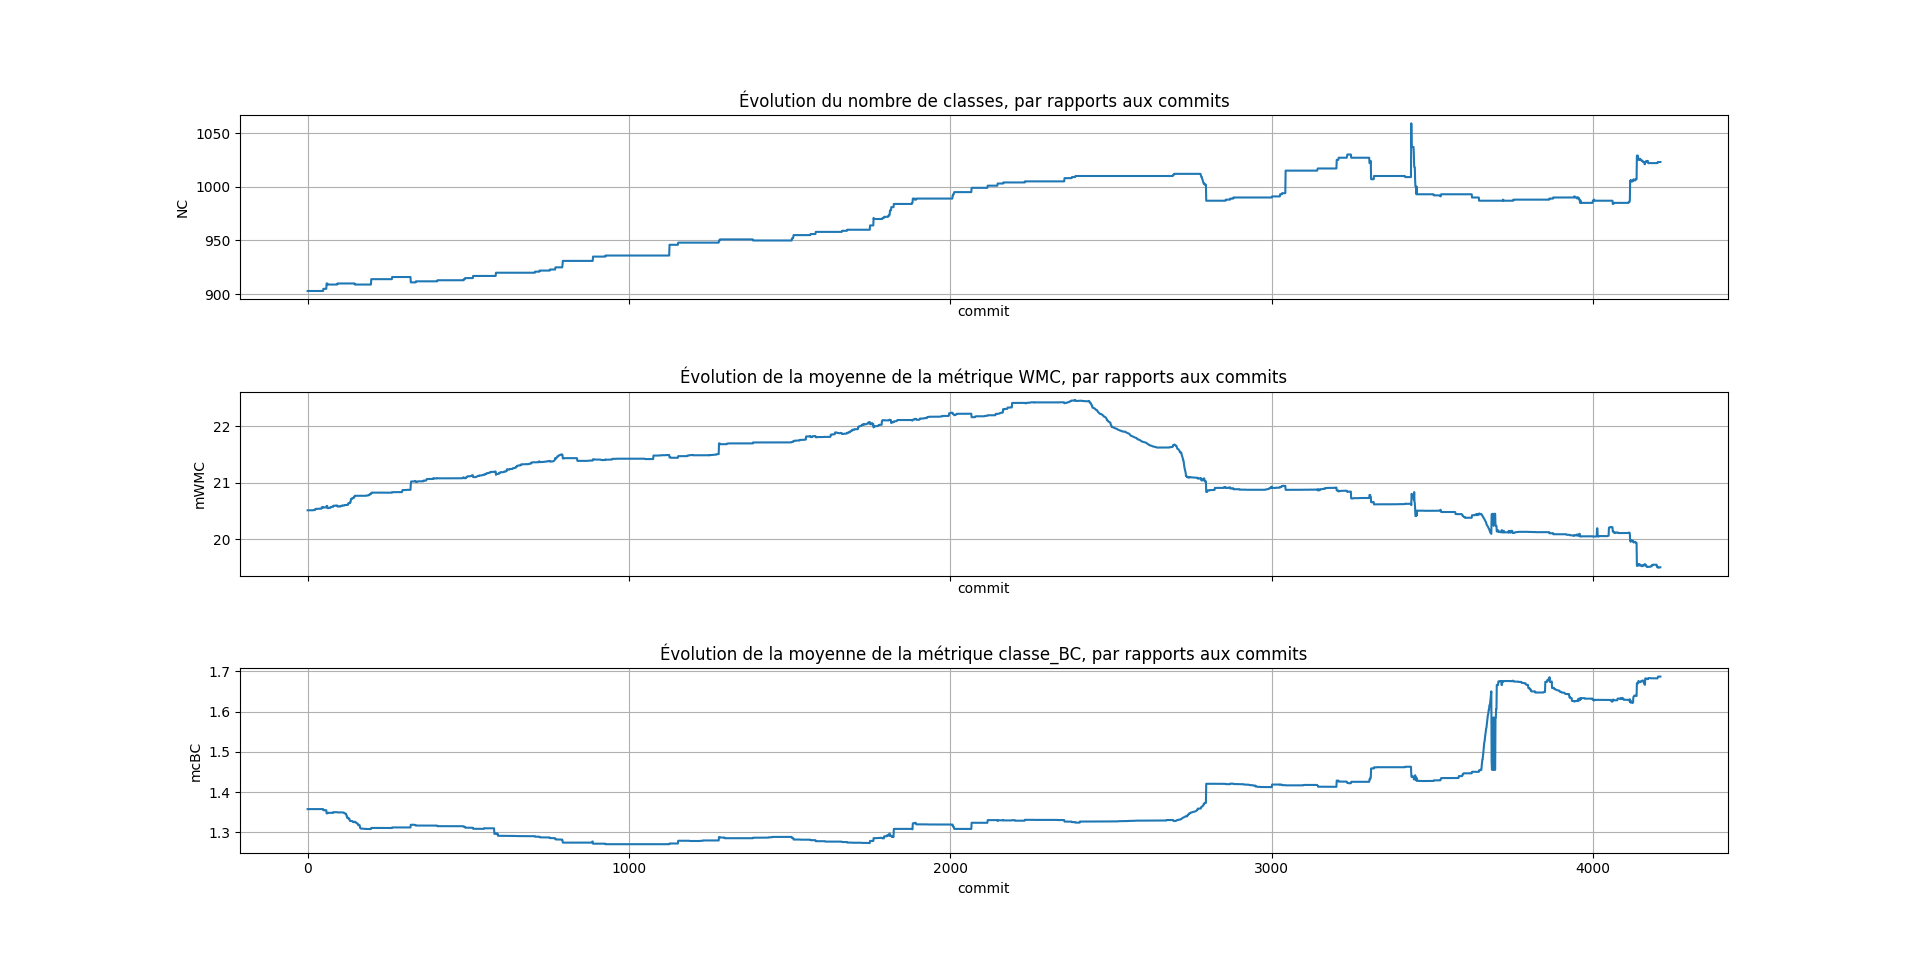 Évolution du nombre de classes, par rapports aux commits
1050
1000
950
900
NC
commit
Évolution de la moyenne de la métrique WMC, par rapports aux commits
22
21
20
mWMC
commit
Évolution de la moyenne de la métrique classe_BC, par rapports aux commits
1.7
1.6
1.5
1.4
1.3
mcBC
0 1000 2000 3000 4000
commit